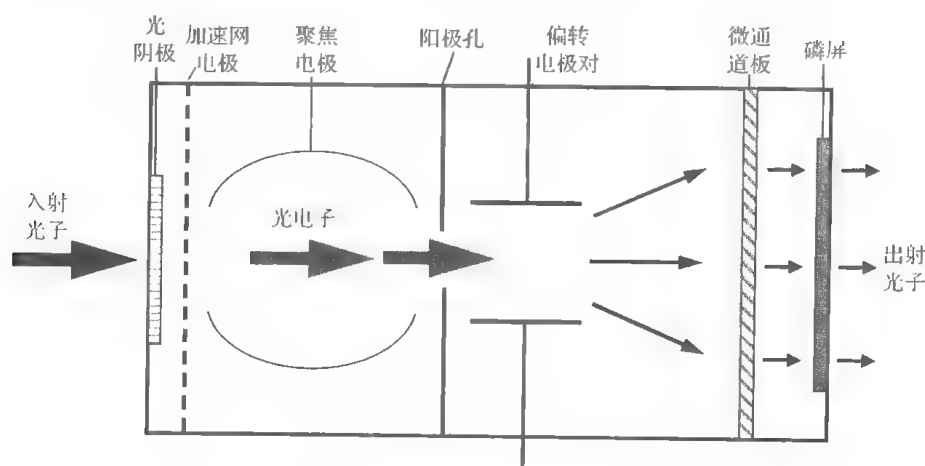 光
阴极
加速网
电极
聚焦
电极
阳极孔
偏转
电极对
微通
道板
磷屏
入射
光子
光电子
出射
光子